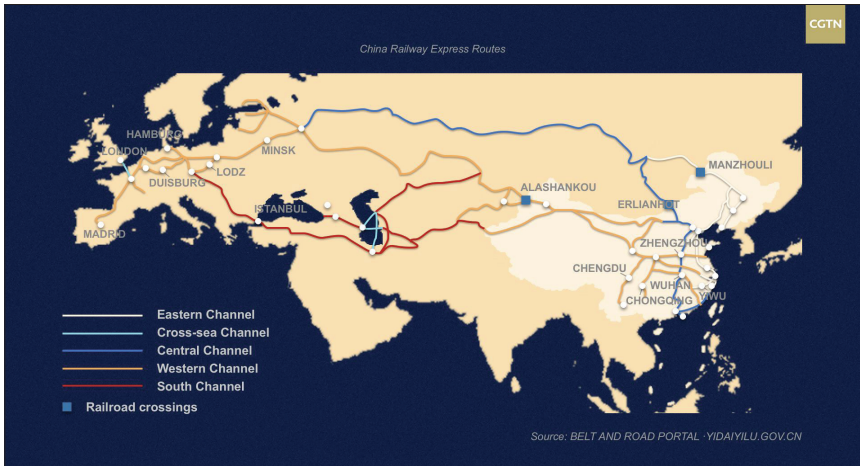 CGTN
China Railway Express Routes
HAMBURG
LONDON
MINSK
LODZ
DUISBURG
MANZHOULI
ALASHANKOU
ISTANBUL
ERLIANHOT
MADRID
ZHENGZHOU
CHENGDU
WUHAN
YIWU
CHONGQING
Eastern Channel
Cross-sea Channel
Central Channel
Western Channel
South Channel
Railroad crossings
Source: BELT AND ROAD PORTAL ·YIDAIYILU.GOV.CN